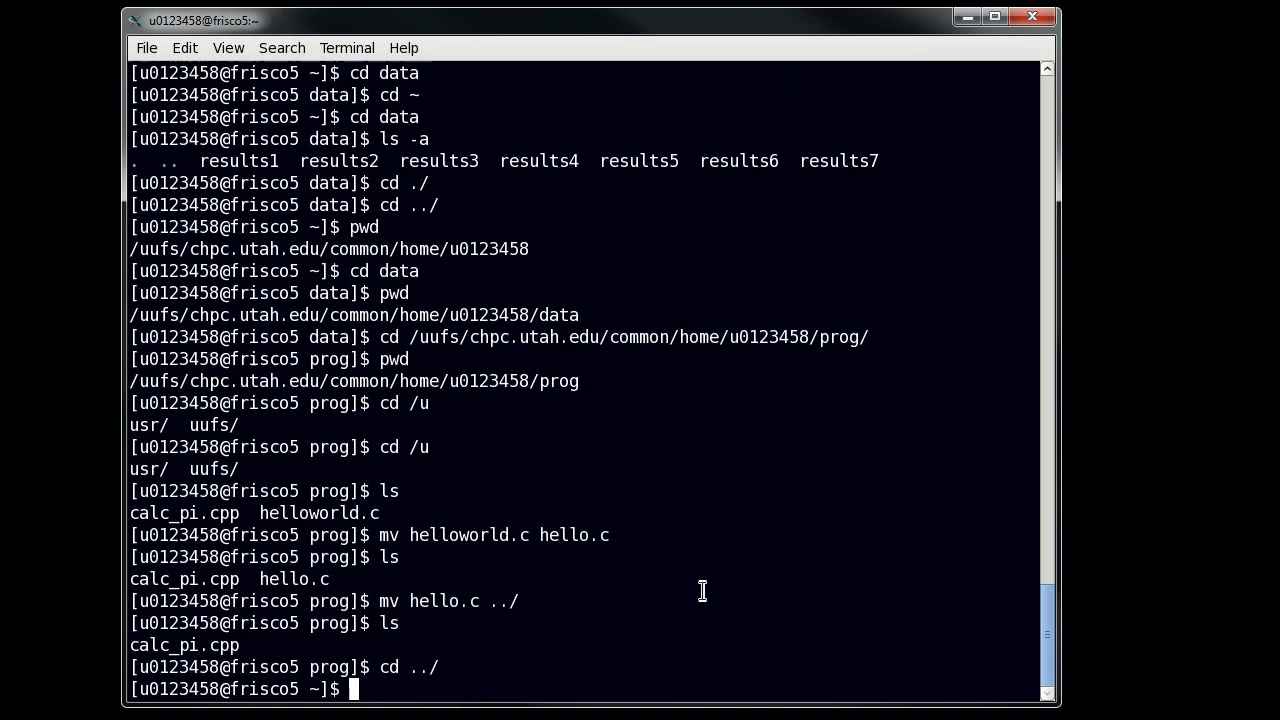 u0123458@frisco5:~
File Edit View Search Terminal Help
[u0123458@frisco5 ~]$ cd data
[u0123458@frisco5 data]$ cd ~
[u0123458@frisco5 ~]$ cd data
[u0123458@frisco5 data]$ ls -a
.  ..  results1  results2  results3  results4  results5  results6  results7
[u0123458@frisco5 data]$ cd ./
[u0123458@frisco5 data]$ cd ../
[u0123458@frisco5 ~]$ pwd
/uufs/chpc.utah.edu/common/home/u0123458
[u0123458@frisco5 ~]$ cd data
[u0123458@frisco5 data]$ pwd
/uufs/chpc.utah.edu/common/home/u0123458/data
[u0123458@frisco5 data]$ cd /uufs/chpc.utah.edu/common/home/u0123458/prog/
[u0123458@frisco5 prog]$ pwd
/uufs/chpc.utah.edu/common/home/u0123458/prog
[u0123458@frisco5 prog]$ cd /u
usr/  uufs/
[u0123458@frisco5 prog]$ cd /u
usr/  uufs/
[u0123458@frisco5 prog]$ ls
calc_pi.cpp  helloworld.c
[u0123458@frisco5 prog]$ mv helloworld.c hello.c
[u0123458@frisco5 prog]$ ls
calc_pi.cpp  hello.c
[u0123458@frisco5 prog]$ mv hello.c ../
[u0123458@frisco5 prog]$ ls
calc_pi.cpp
[u0123458@frisco5 prog]$ cd ../
[u0123458@frisco5 ~]$